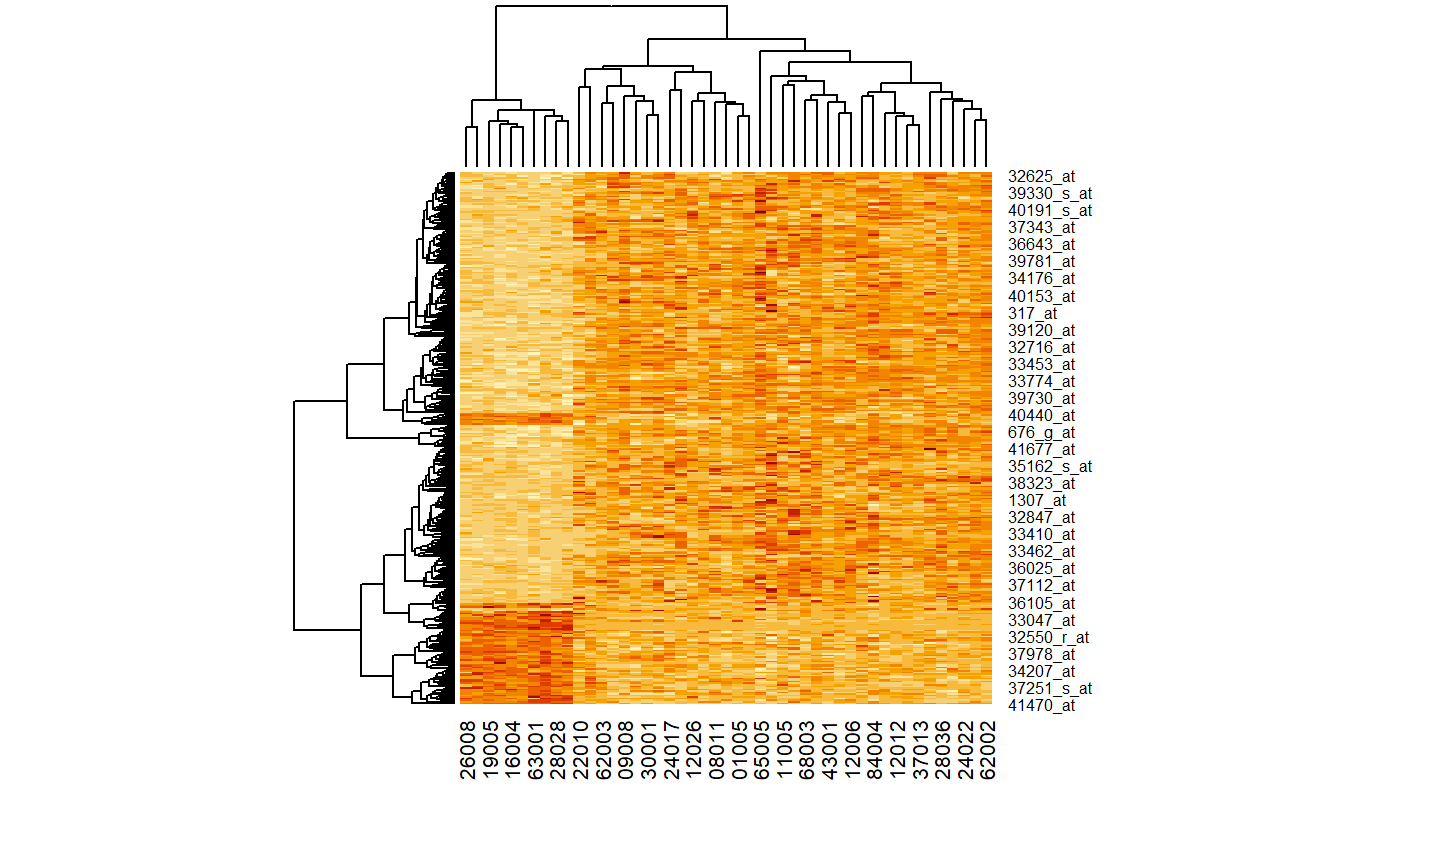 32625_at
39330_s_at
40191_s_at
37343_at
36643_at
39781_at
34176_at
40153_at
317_at
39120_at
32716_at
33453_at
33774_at
39730_at
40440_at
676_g_at
41677_at
35162_s_at
38323_at
1307_at
32847_at
33410_at
33462_at
36025_at
37112_at
36105_at
33047_at
32550_r_at
37978_at
34207_at
37251_s_at
41470_at
26008
19005
16004
63001
28028
22010
62003
09008
30001
24017
12026
08011
01005
65005
11005
68003
43001
12006
84004
12012
37013
28036
24022
62002